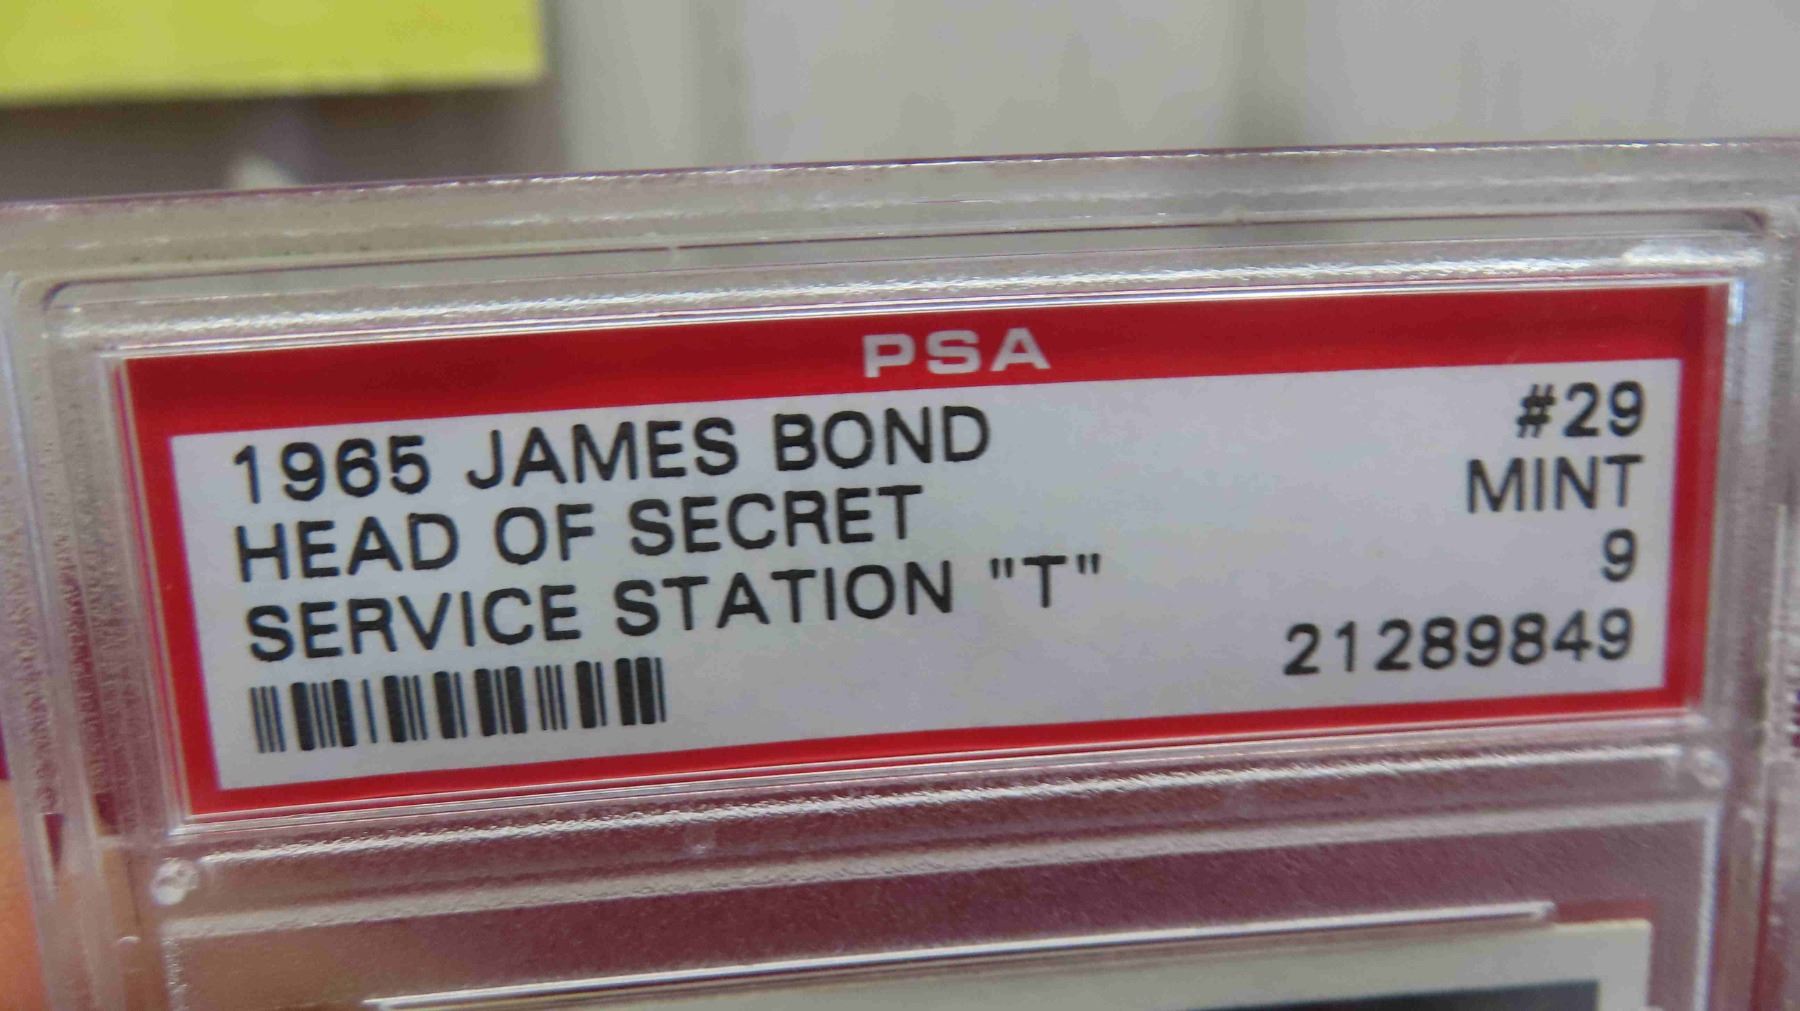 PSA
1965 JAMES BOND #29
HEAD OF SECRET MINT
SERVICE STATION "T" 9
21289849